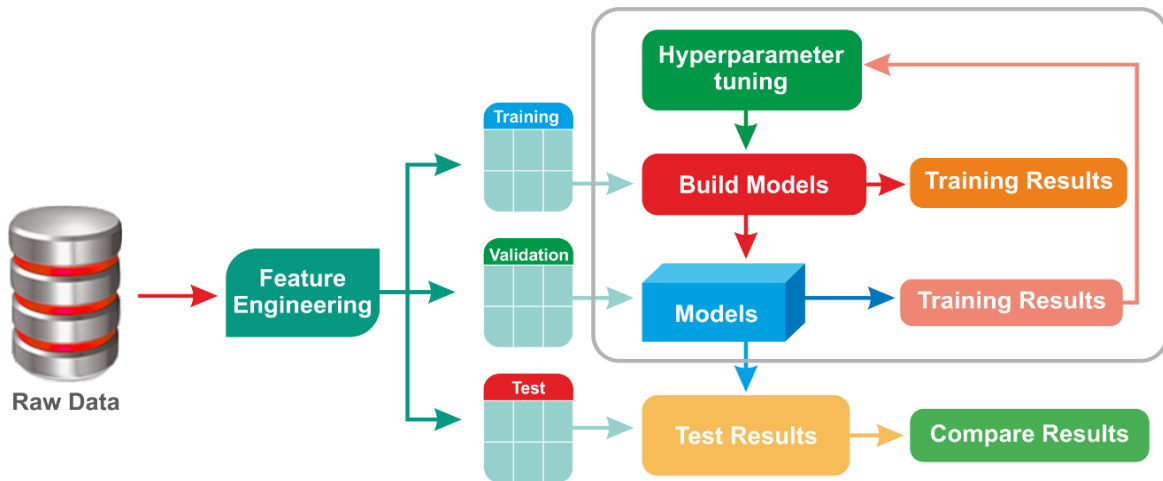 Hyperparameter
tuning
Training
Build Models
Training Results
Validation
Feature
Engineering
Models
Training Results
Raw Data
Test
Test Results
Compare Results